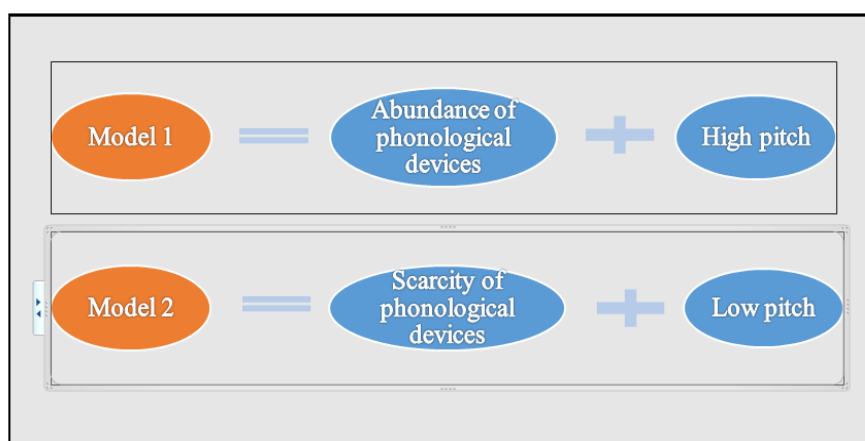 Model 1
Abundance of
phonological
devices
High pitch
Model 2
Scarcity of
phonological
devices
Low pitch